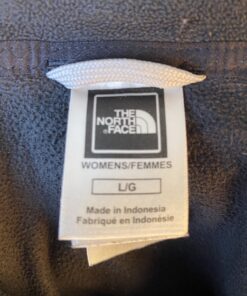 THE
NORTH
FACE
WOMENS/FEMMES
L/G
Made in Indonesia
Fabriqué en Indonésie